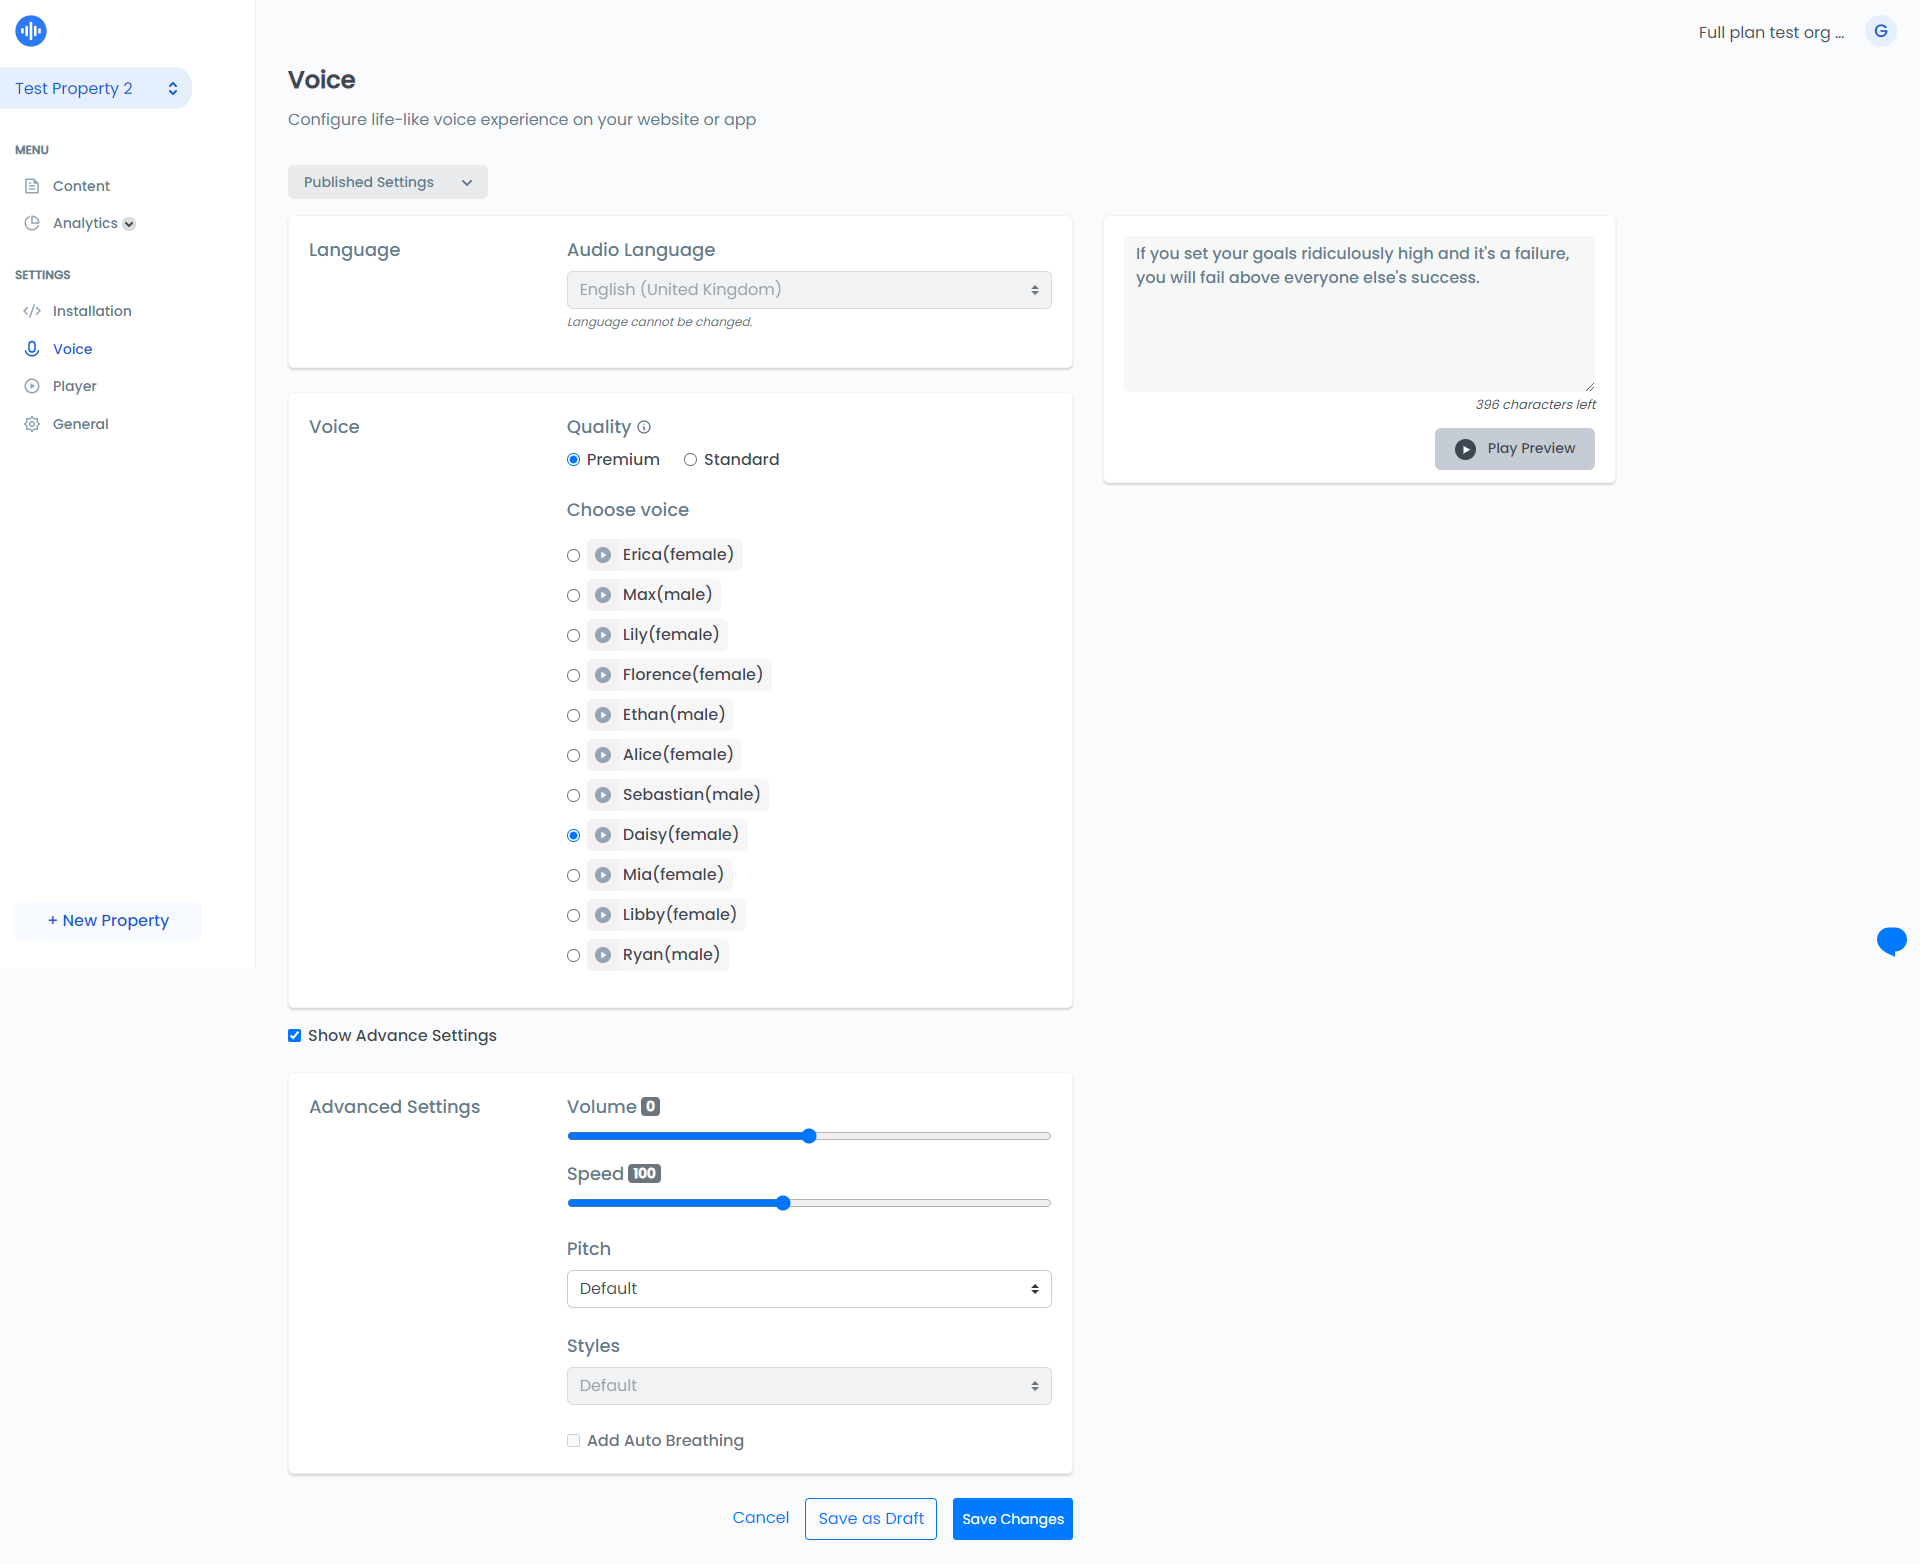 Full plan test org ...
G
Test Property 2
MENU
Content
Analytics
SETTINGS
Installation
Voice
Player
General
+ New Property
Voice
Configure life-like voice experience on your website or app
Published Settings
Language
Audio Language
English (United Kingdom)
Language cannot be changed.
Voice
Quality
Premium
Standard
Choose voice
Erica(female)
Max(male)
Lily(female)
Florence(female)
Ethan(male)
Alice(female)
Sebastian(male)
Daisy(female)
Mia(female)
Libby(female)
Ryan(male)
Show Advance Settings
Advanced Settings
Volume 0
Speed 100
Pitch
Default
Styles
Default
Add Auto Breathing
Cancel
Save as Draft
Save Changes
If you set your goals ridiculously high and it's a failure,
you will fail above everyone else's success.
396 characters left
Play Preview